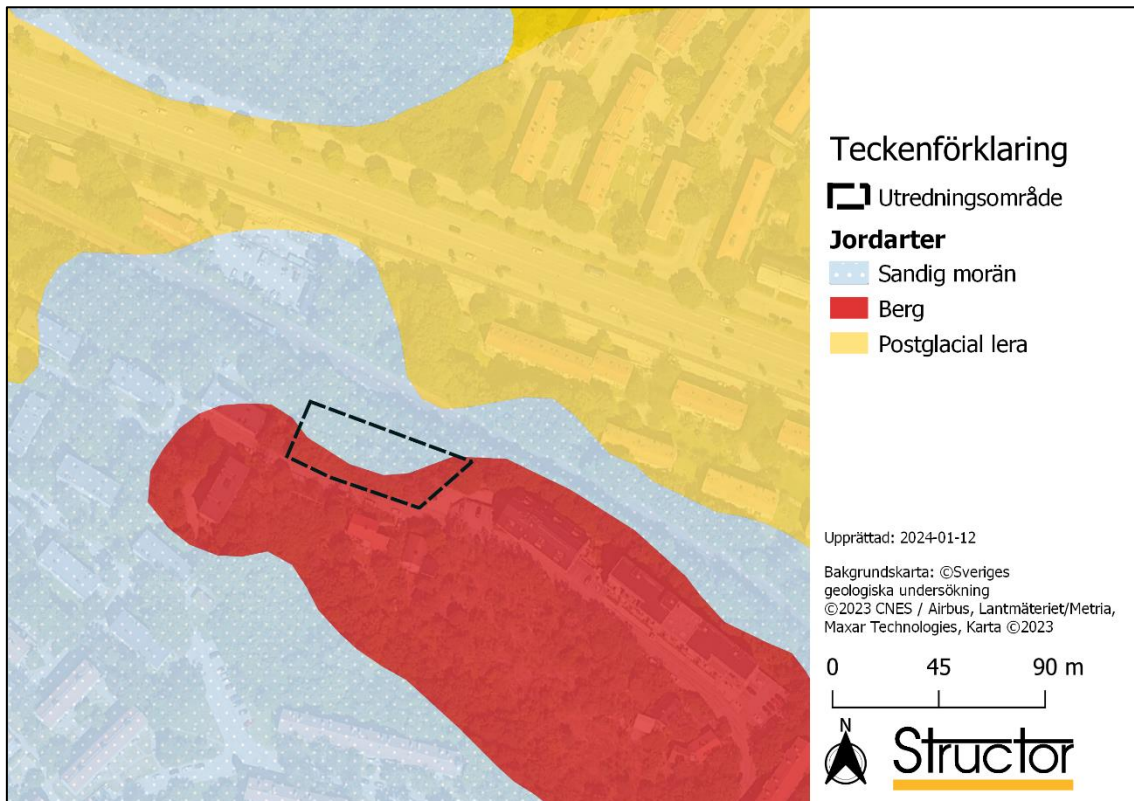 Teckenförklaring
Utredningsområde
Jordarter
Sandig morän
Berg
Postglacial lera
Upprättad: 2024-01-12
Bakgrundskarta: ©Sveriges
geologiska undersökning
©2023 CNES / Airbus, Lantmäteriet/Metria,
Maxar Technologies, Karta ©2023
0 45 90 m
N
Structor